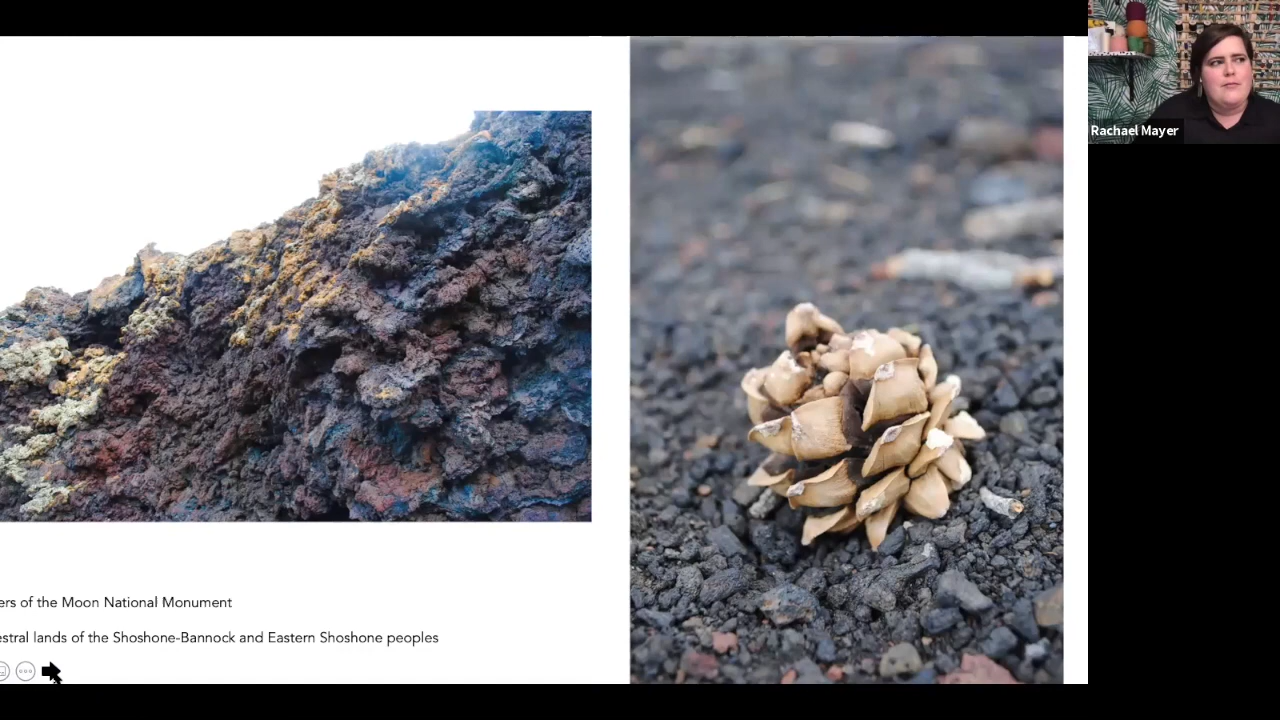 ers of the Moon National Monument
estral lands of the Shoshone-Bannock and Eastern Shoshone peoples
Rachael Mayer